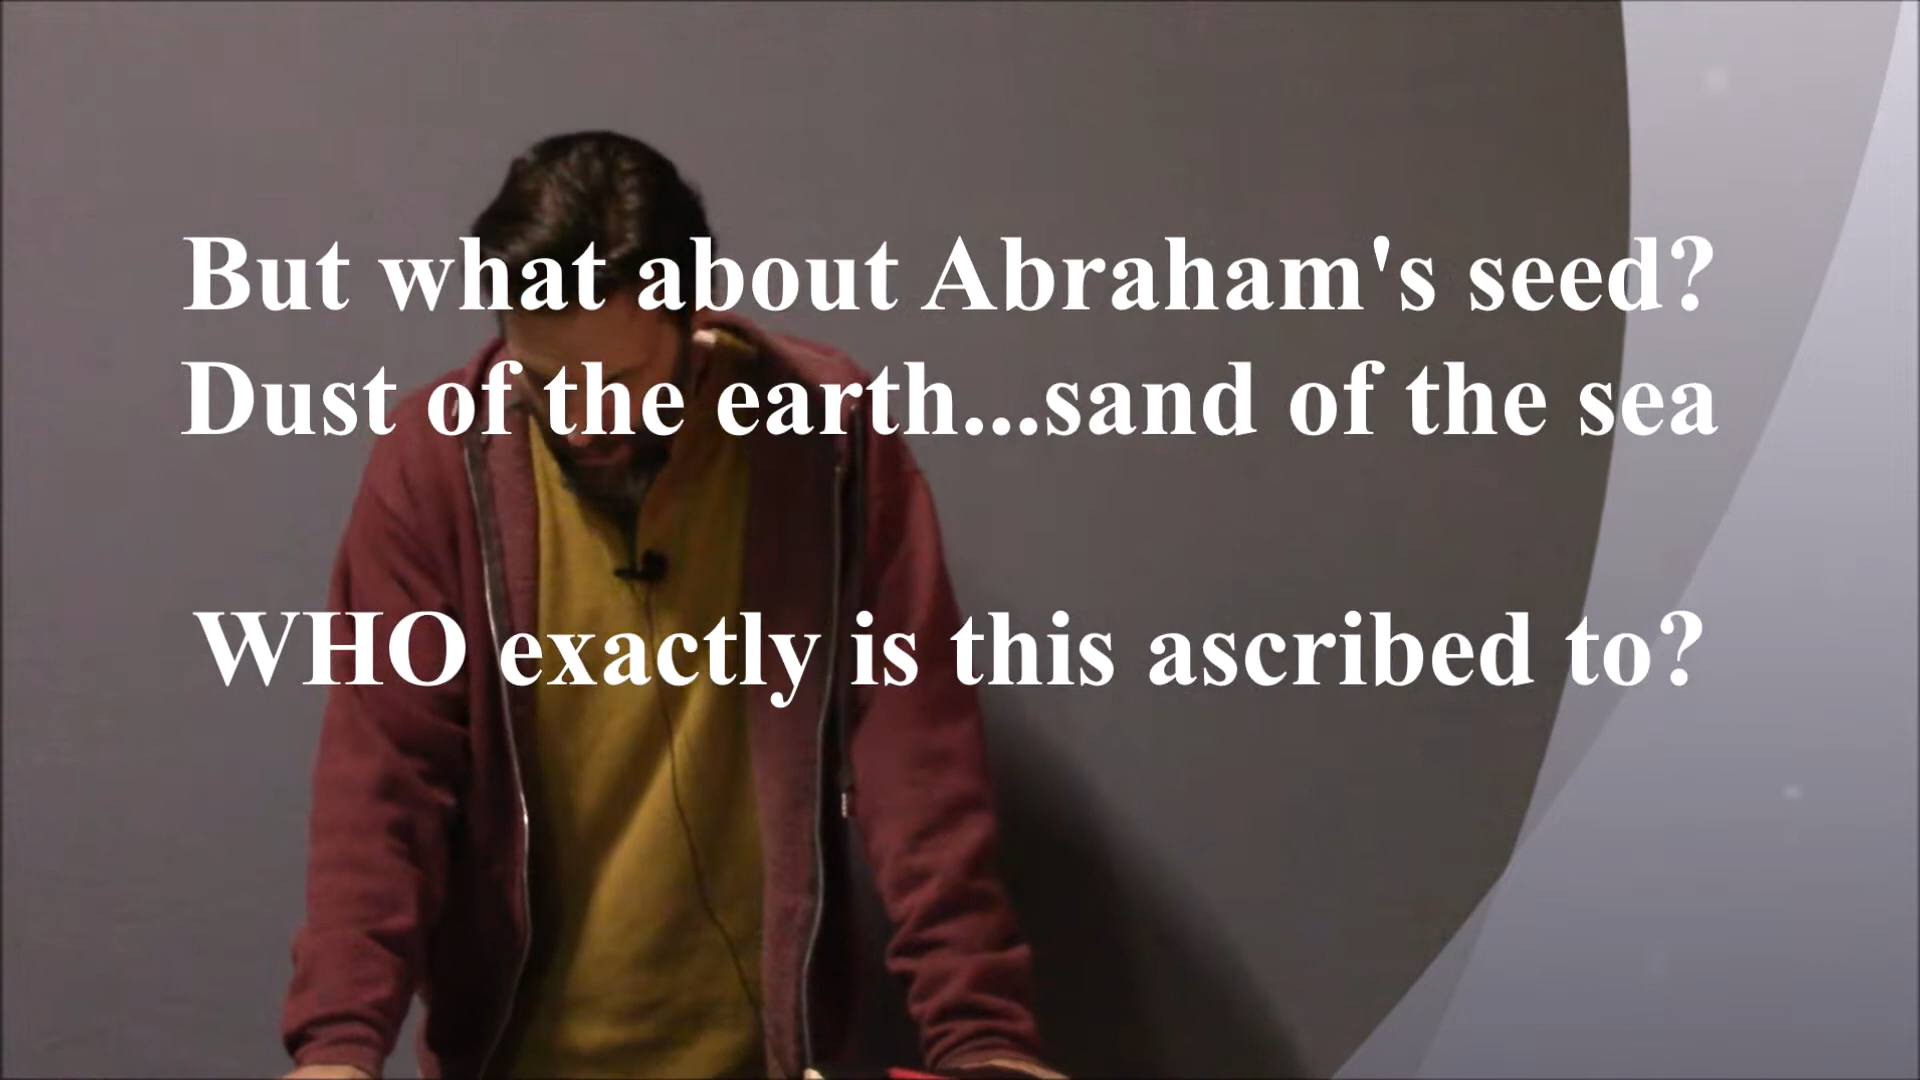 But what about Abraham's seed?
Dust of the earth...sand of the sea
WHO exactly is this ascribed to?